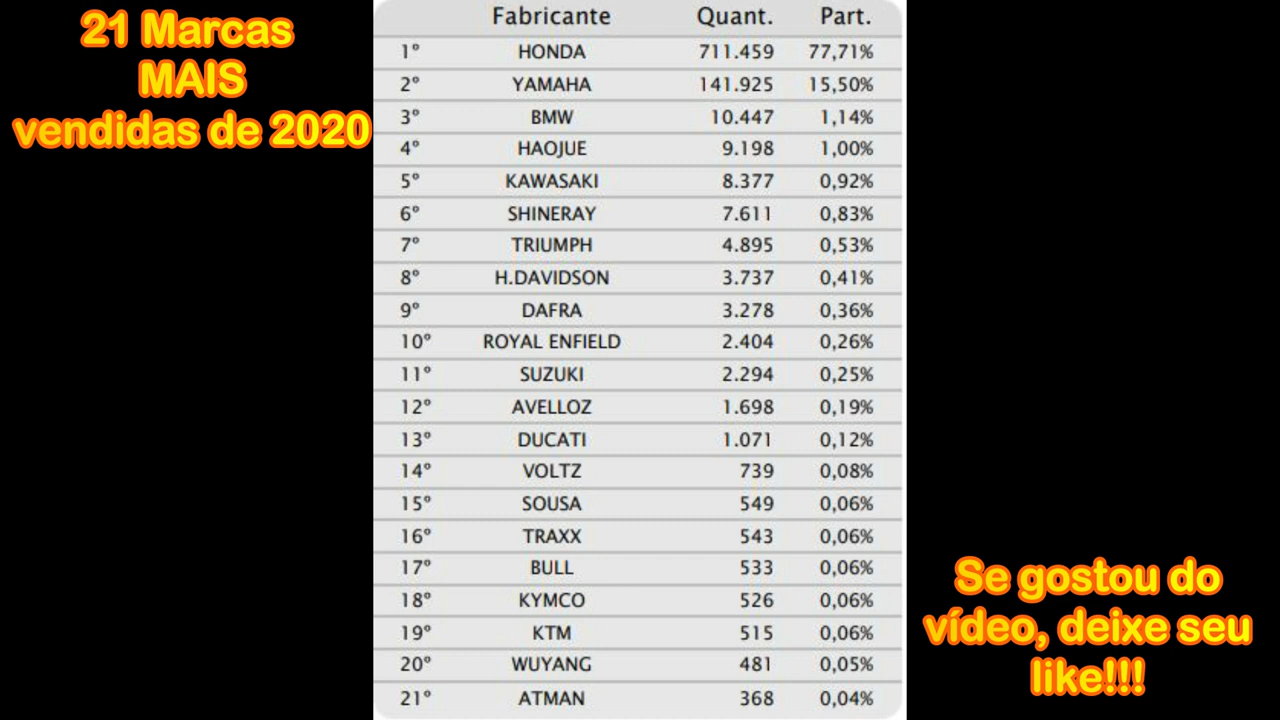 21 Marcas
MAIS
vendidas de 2020
Fabricante Quant. Part.
1º HONDA 711.459 77,71%
2º YAMAHA 141.925 15,50%
3º BMW 10.447 1,14%
4º HAOJUE 9.198 1,00%
5º KAWASAKI 8.377 0,92%
6º SHINERAY 7.611 0,83%
7º TRIUMPH 4.895 0,53%
8º H.DAVIDSON 3.737 0,41%
9º DAFRA 3.278 0,36%
10º ROYAL ENFIELD 2.404 0,26%
11º SUZUKI 2.294 0,25%
12º AVELLOZ 1.698 0,19%
13º DUCATI 1.071 0,12%
14º VOLTZ 739 0,08%
15º SOUSA 549 0,06%
16º TRAXX 543 0,06%
17º BULL 533 0,06%
18º KYMCO 526 0,06%
19º KTM 515 0,06%
20º WUYANG 481 0,05%
21º ATMAN 368 0,04%
Se gostou do
vídeo, deixe seu
like!!!